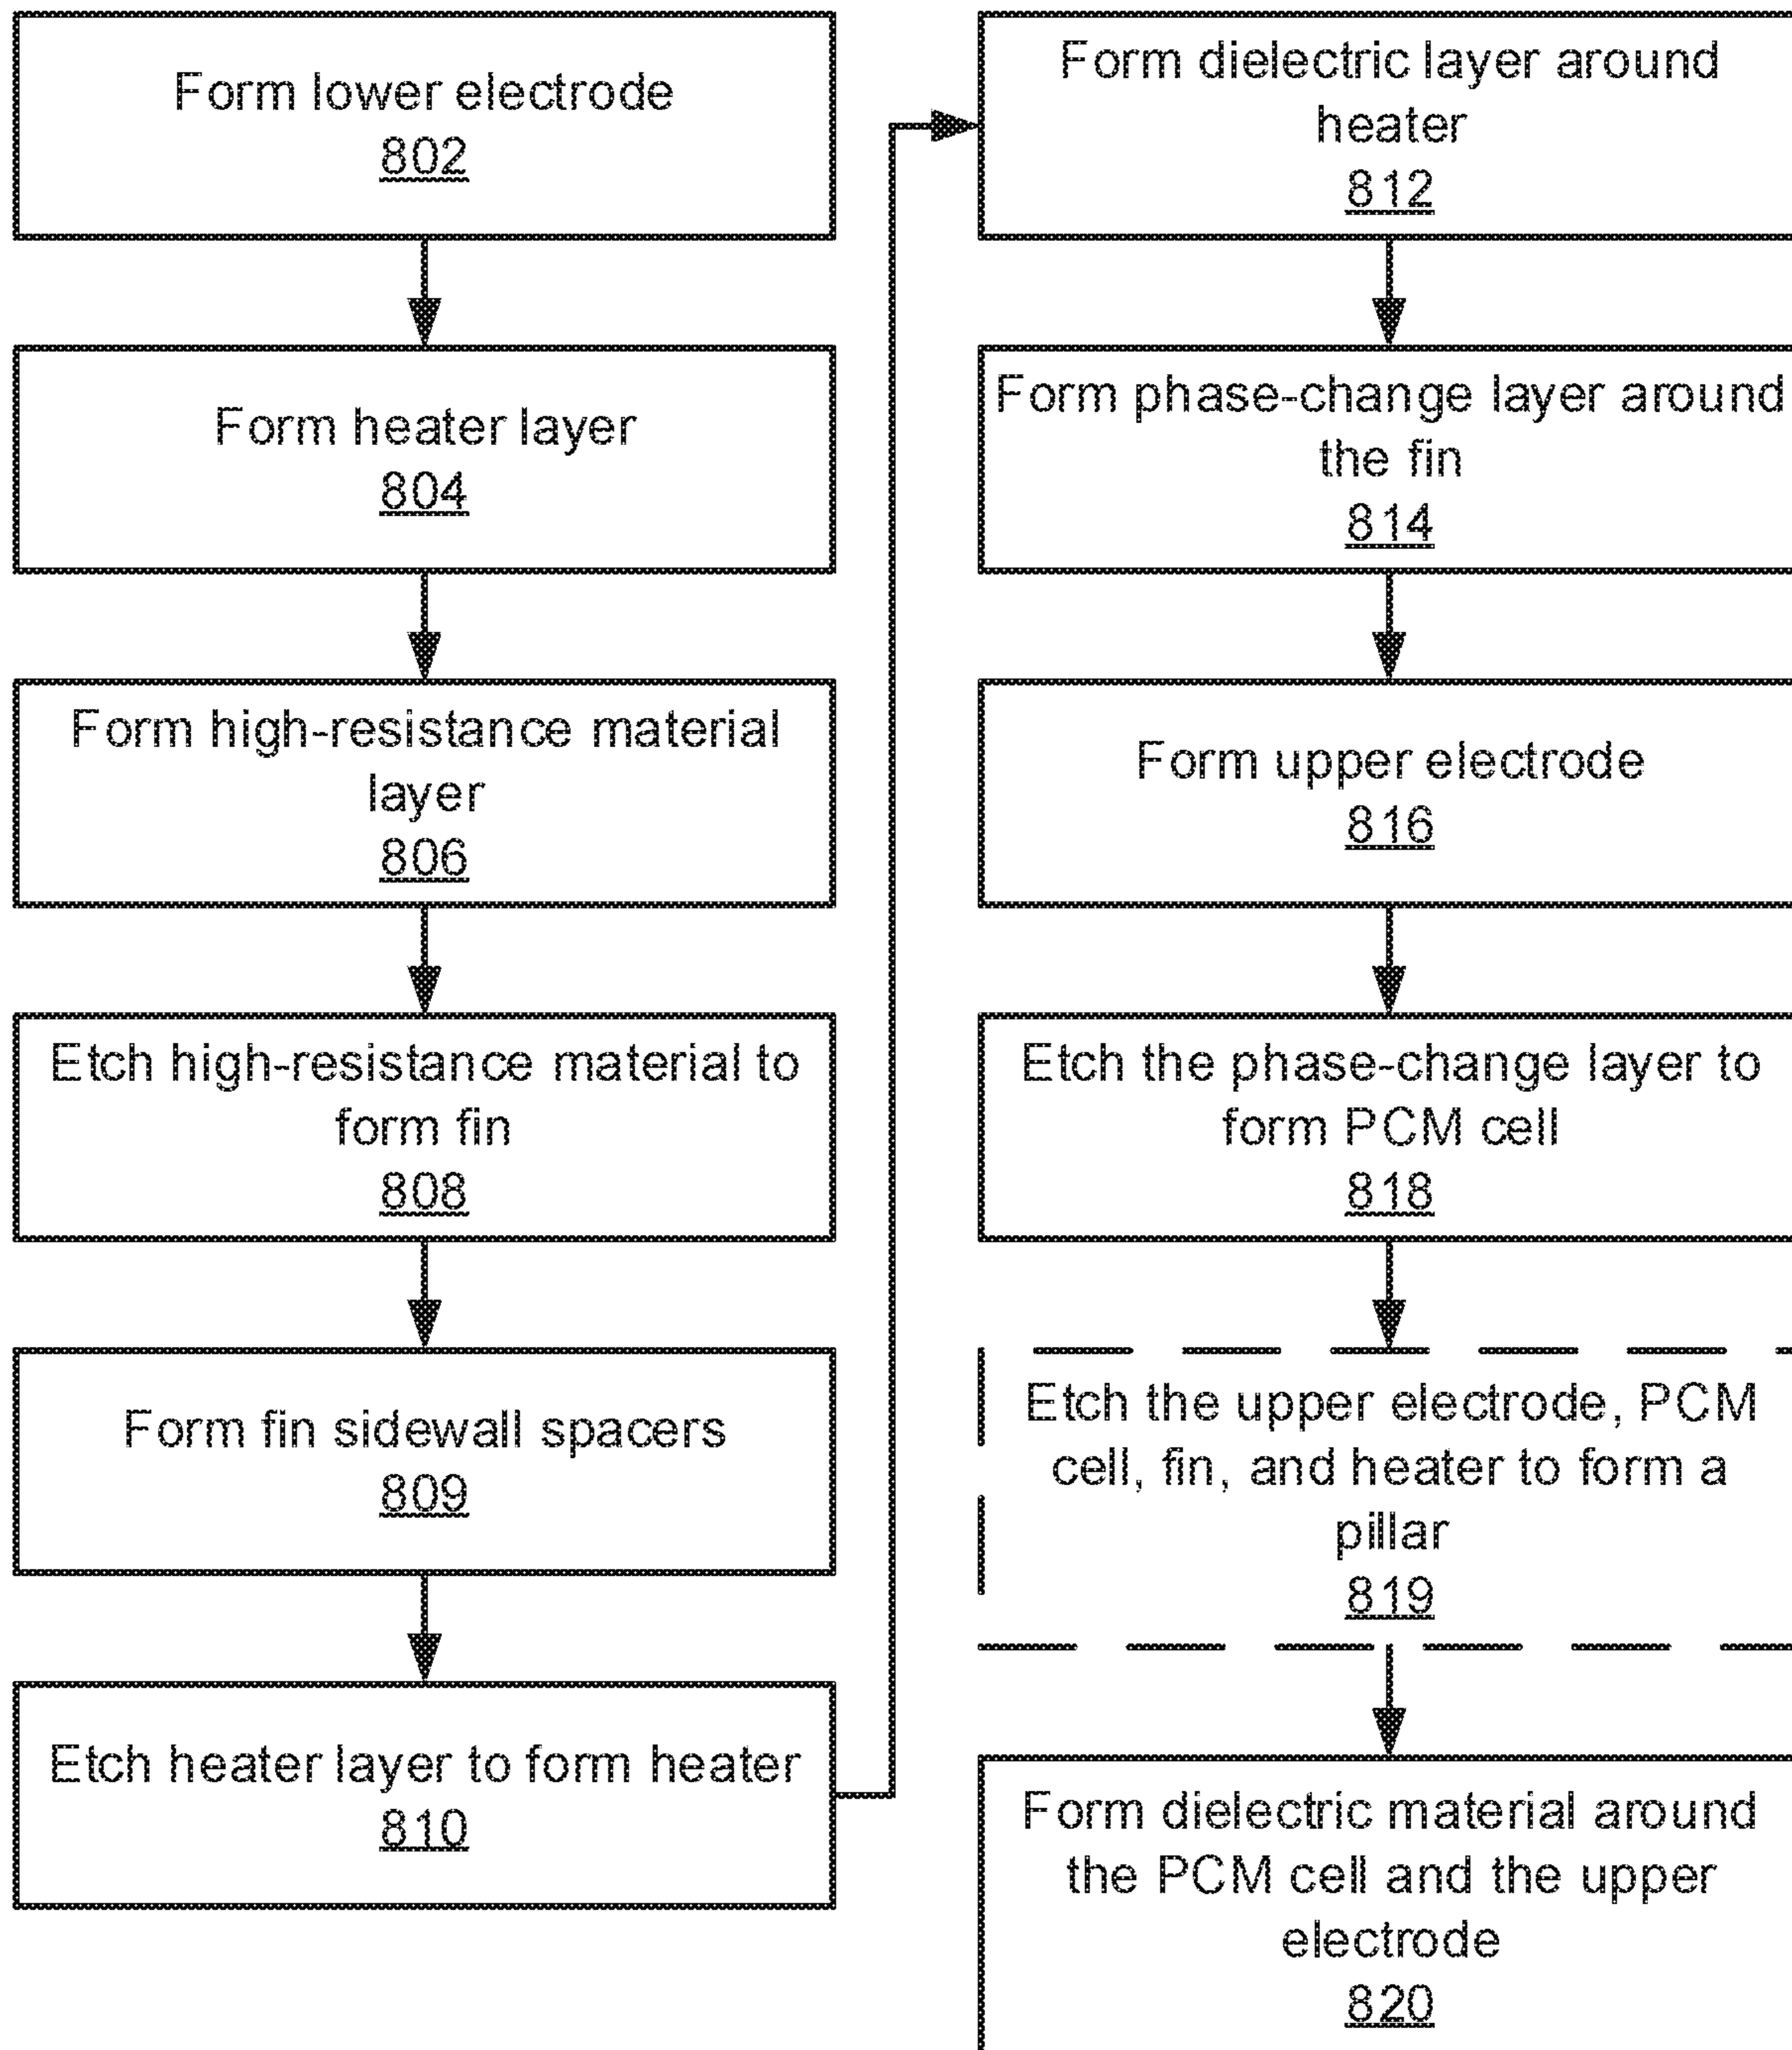 Form lower electrode
802
Form heater layer
804
Form high-resistance material
layer
806
Etch high-resistance material to
form fin
808
Form fin sidewall spacers
809
Etch heater layer to form heater
810
Form dielectric layer around
heater
812
Form phase-change layer around
the fin
814
Form upper electrode
816
Etch the phase-change layer to
form PCM cell
818
Etch the upper electrode, PCM
cell, fin, and heater to form a
pillar
819
Form dielectric material around
the PCM cell and the upper
electrode
820